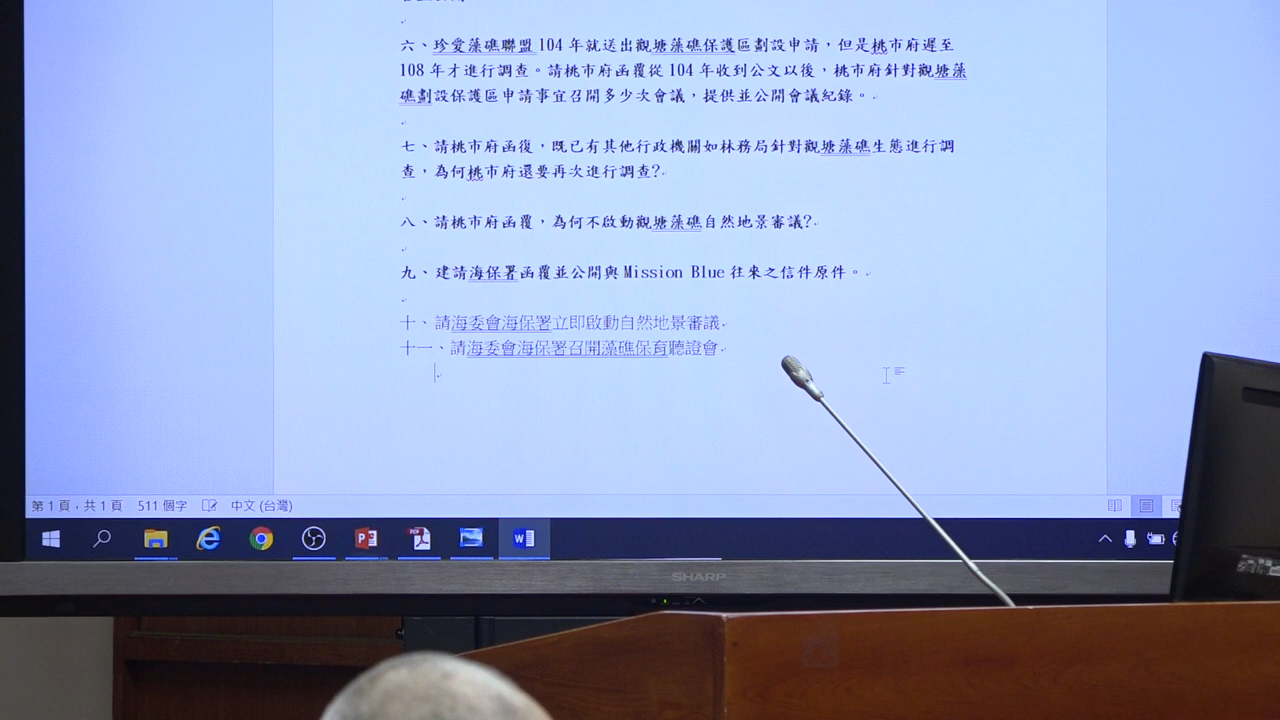 六、珍愛藻礁聯盟 104 年就送出觀塘藻礁保護區劃設申請，但是桃市府遲至
108 年才進行調查。請桃市府函覆從 104 年收到公文以後，桃市府針對觀塘藻
礁劃設保護區申請事宜召開多少次會議，提供並公開會議紀錄。
七、請桃市府函復，既已有其他行政機關如林務局針對觀塘藻礁生態進行調
查，為何桃市府還要再次進行調查?
八、請桃市府函覆，為何不啟動觀塘藻礁自然地景審議?
九、建請海保署函覆並公開與 Mission Blue 往來之信件原件。
十、請海委會海保署立即啟動自然地景審議
十一、請海委會海保署召開藻礁保育聽證會
第 1 頁，共 1 頁 511 個字 中文 (台灣)
SHARP